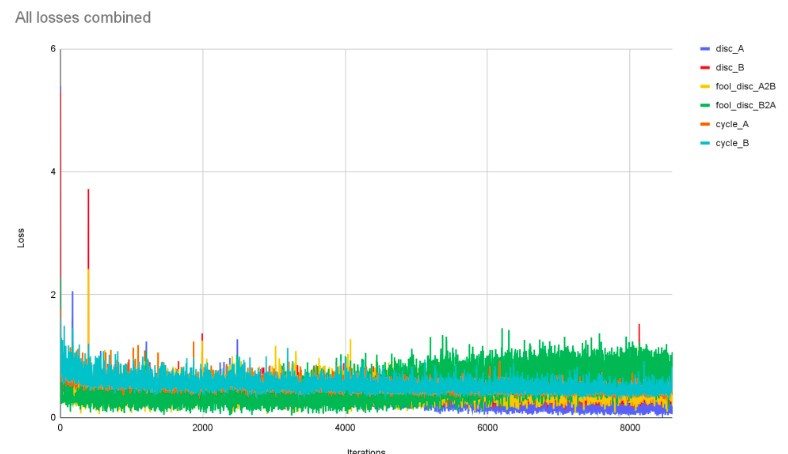 All losses combined
6
4
2
0
Loss
0
2000
4000
6000
8000
Iterations
disc_A
disc_B
fool_disc_A2B
fool_disc_B2A
cycle_A
cycle_B